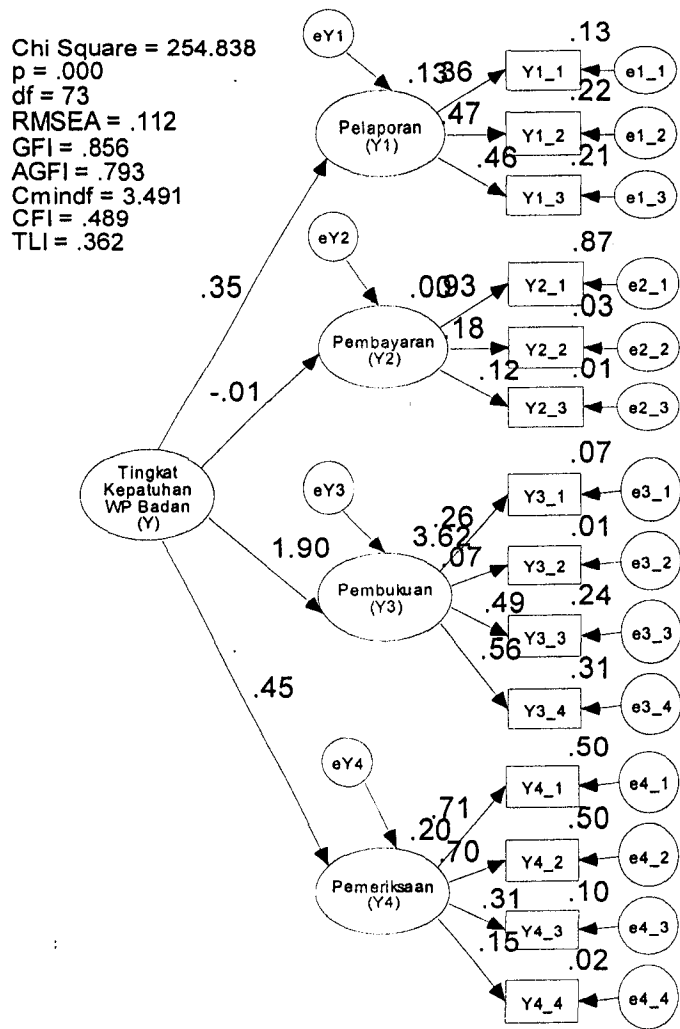 Chi Square = 254.838
p = .000
df = 73
RMSEA = .112
GFI = .856
AGFI = .793
Cmindf = 3.491
CFI = .489
TLI = .362
eY1
.13
.36
.13
Y1_1
e1_1
Pelaporan
(Y1)
.47
.22
Y1_2
e1_2
.46
.21
Y1_3
e1_3
.35
eY2
.00
.93
.87
Y2_1
e2_1
Pembayaran
(Y2)
.18
.03
Y2_2
e2_2
.12
.01
Y2_3
e2_3
-.01
Tingkat
Kepatuhan
WP Badan
(Y)
eY3
1.90
3.62
.26
.07
Y3_1
e3_1
Pembukuan
(Y3)
.07
.01
Y3_2
e3_2
.49
.24
Y3_3
e3_3
.56
.31
Y3_4
e3_4
.45
eY4
.20
.71
.50
Y4_1
e4_1
Pemeriksaan
(Y4)
.70
.50
Y4_2
e4_2
.31
.10
Y4_3
e4_3
.15
.02
Y4_4
e4_4